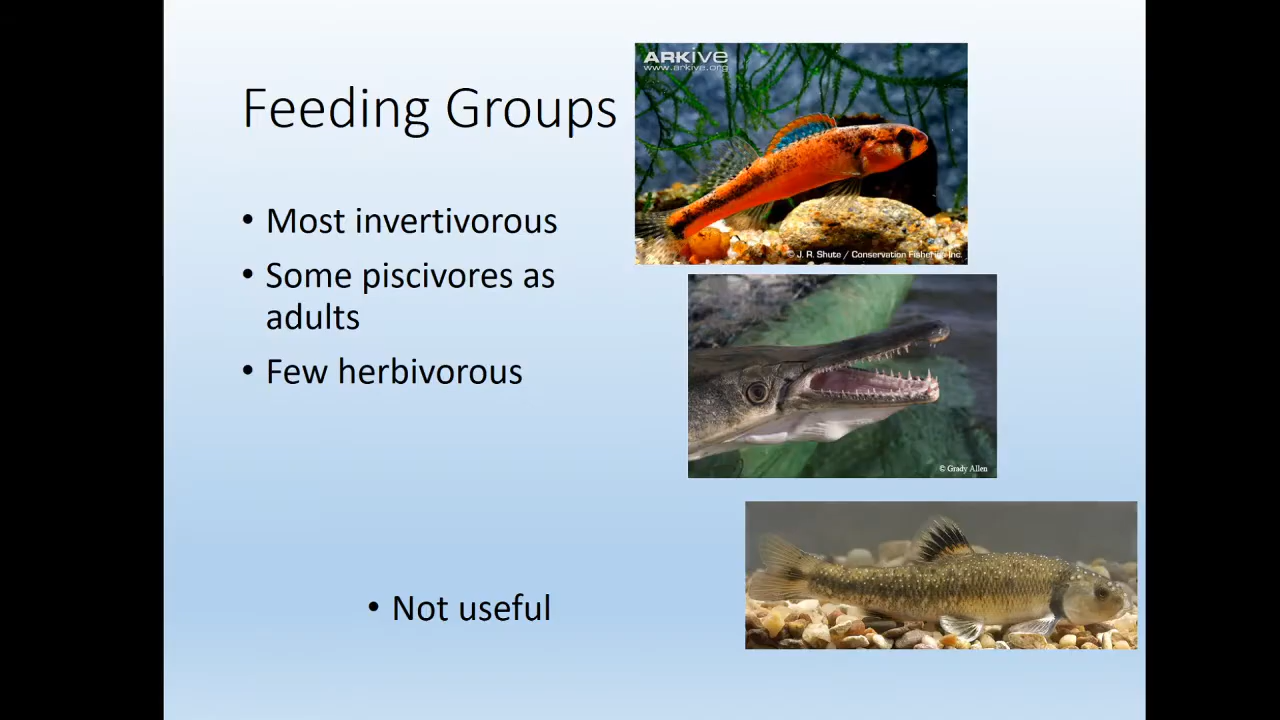 Feeding Groups
• Most invertivorous
• Some piscivores as
adults
• Few herbivorous
• Not useful
ARKive
www.arkive.org
© J. R. Shute / Conservation Fisheries Inc.
© Grady Allen